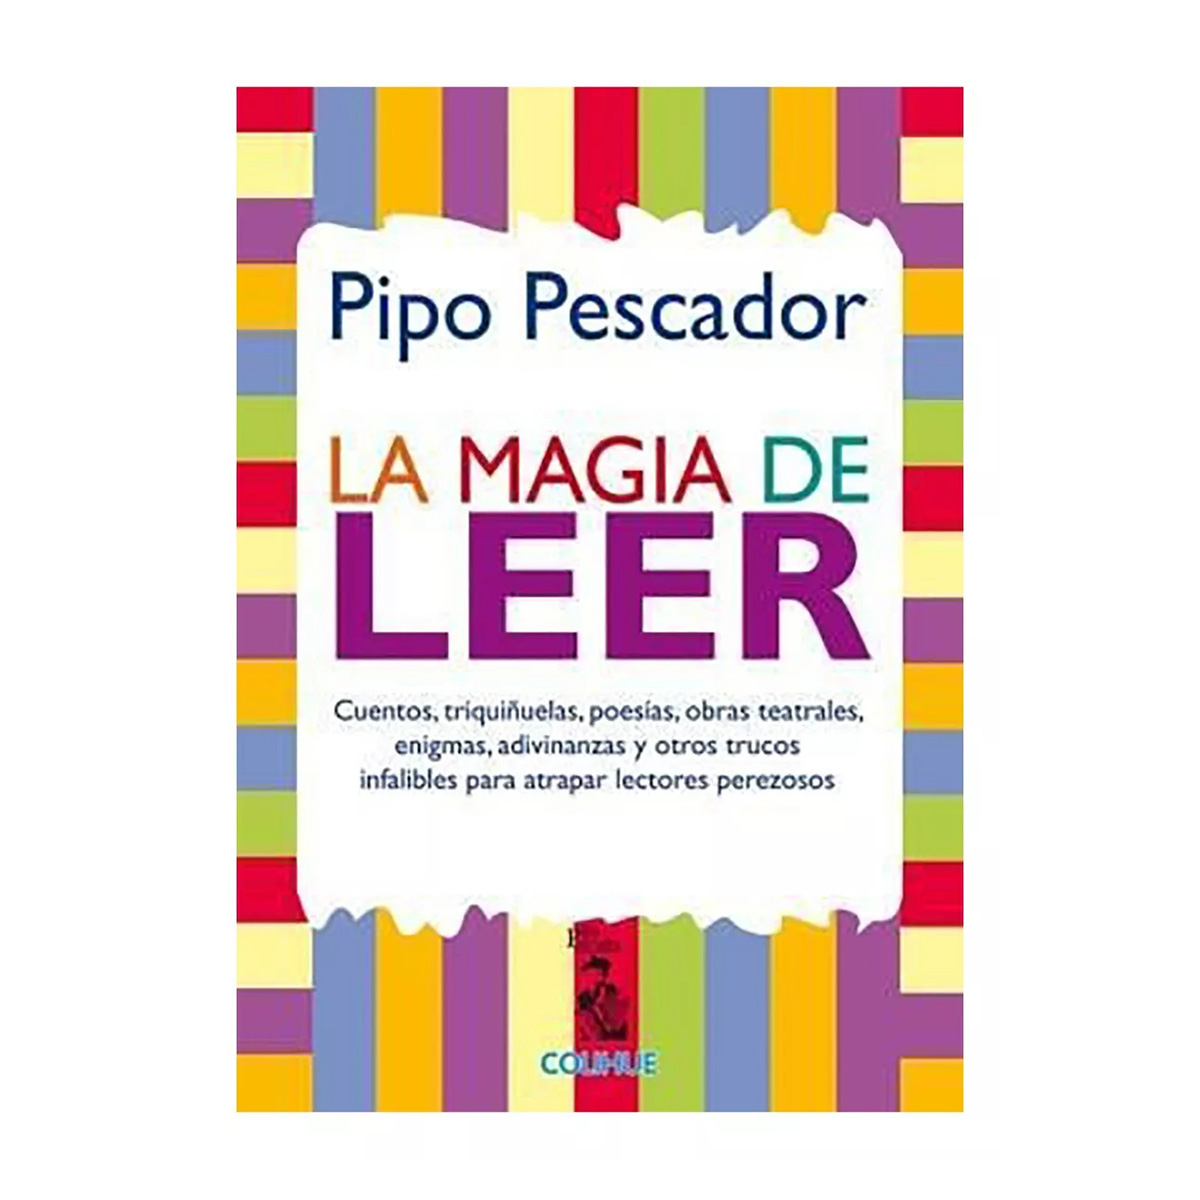 Pipo Pescador
LA MAGIA DE
LEER
Cuentos, triquiñuelas, poesías, obras teatrales,
enigmas, adivinanzas y otros trucos
infalibles para atrapar lectores perezosos
COLIHUE